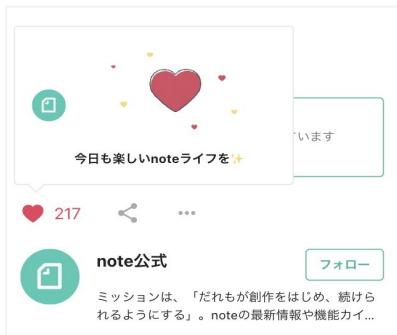 今日も楽しいnoteライフを✨
います
217
note公式
フォロー
ミッションは、「だれもが創作をはじめ、続けら
れるようにする」。noteの最新情報や機能カイ…